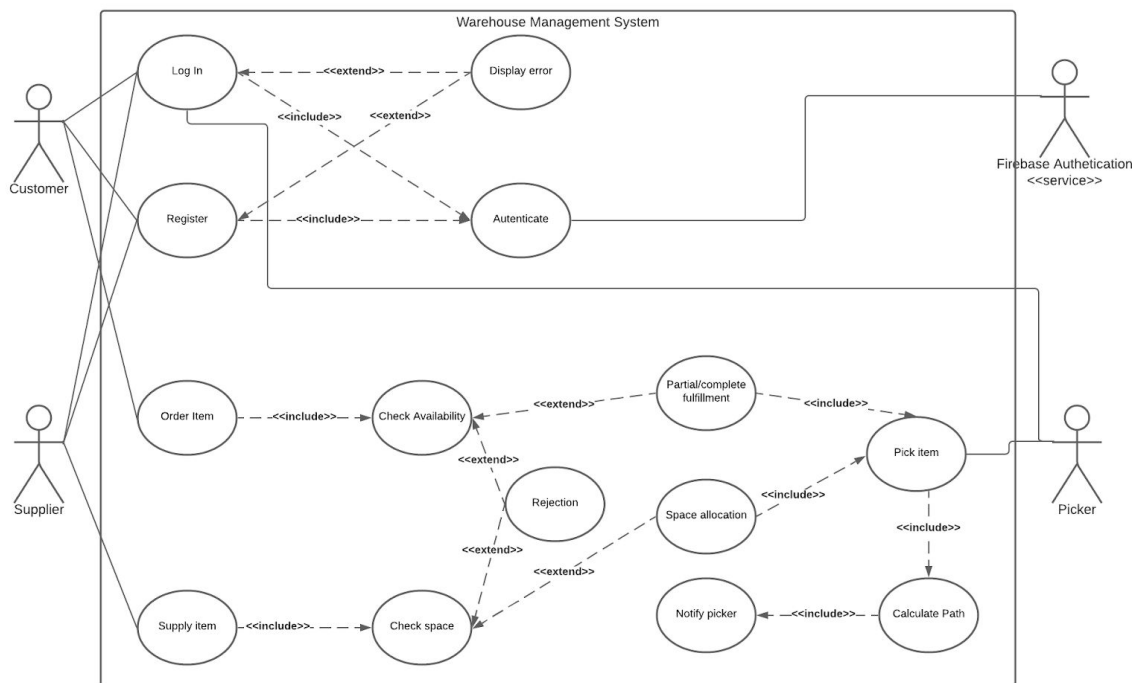 Warehouse Management System
Log In
<<extend>>
Display error
<<include>>
<<extend>>
Customer
Firebase Authetication
<<service>>
Register
<<include>>
Autenticate
Order Item
<<include>>
Check Availability
<<extend>>
Partial/complete
fulfillment
<<include>>
Pick item
<<extend>>
Supplier
Rejection
Space allocation
<<include>>
Picker
<<include>>
<<extend>>
<<extend>>
Supply item
<<include>>
Check space
Notify picker
<<include>>
Calculate Path